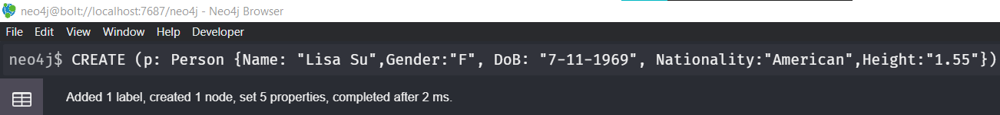 neo4j@bolt://localhost:7687/neo4j - Neo4j Browser
File Edit View Window Help Developer
neo4j$ CREATE (p: Person {Name: "Lisa Su",Gender:"F", DoB: "7-11-1969", Nationality:"American",Height:"1.55"})
Added 1 label, created 1 node, set 5 properties, completed after 2 ms.